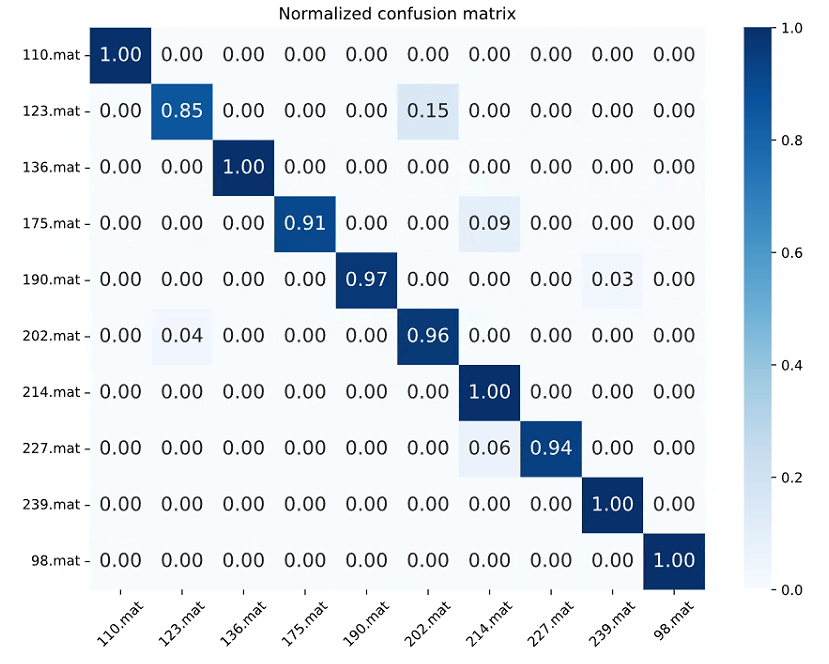 Normalized confusion matrix
110.mat 1.00 0.00 0.00 0.00 0.00 0.00 0.00 0.00 0.00 0.00
123.mat 0.00 0.85 0.00 0.00 0.00 0.15 0.00 0.00 0.00 0.00
136.mat 0.00 0.00 1.00 0.00 0.00 0.00 0.00 0.00 0.00 0.00
175.mat 0.00 0.00 0.00 0.91 0.00 0.00 0.09 0.00 0.00 0.00
190.mat 0.00 0.00 0.00 0.00 0.97 0.00 0.00 0.00 0.03 0.00
202.mat 0.00 0.04 0.00 0.00 0.00 0.96 0.00 0.00 0.00 0.00
214.mat 0.00 0.00 0.00 0.00 0.00 0.00 1.00 0.00 0.00 0.00
227.mat 0.00 0.00 0.00 0.00 0.00 0.00 0.06 0.94 0.00 0.00
239.mat 0.00 0.00 0.00 0.00 0.00 0.00 0.00 0.00 1.00 0.00
98.mat 0.00 0.00 0.00 0.00 0.00 0.00 0.00 0.00 0.00 1.00
110.mat 123.mat 136.mat 175.mat 190.mat 202.mat 214.mat 227.mat 239.mat 98.mat
1.0
0.8
0.6
0.4
0.2
0.0